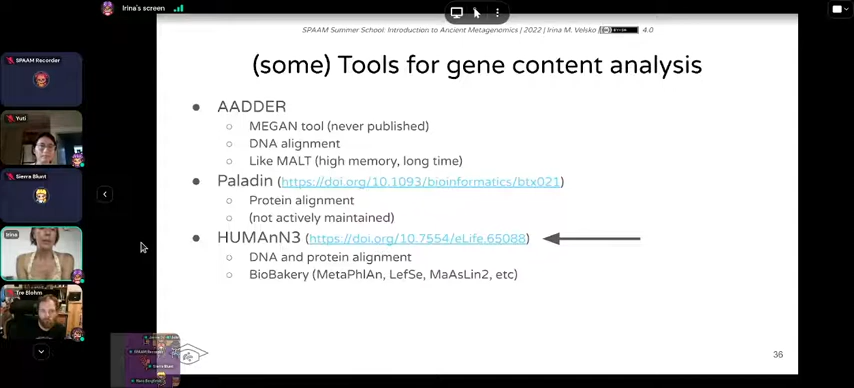 Irina's screen
SPAAM Summer School: Introduction to Ancient Metagenomics | 2022 | Irina M. Velsko 4.0
SPAAM Recorder
Yuti
Sierra Blunt
Irina
Tre Blohm
(some) Tools for gene content analysis
● AADDER
○ MEGAN tool (never published)
○ DNA alignment
○ Like MALT (high memory, long time)
● Paladin (https://doi.org/10.1093/bioinformatics/btx021)
○ Protein alignment
○ (not actively maintained)
● HUMAnN3 (https://doi.org/10.7554/eLife.65088)
○ DNA and protein alignment
○ BioBakery (MetaPhlAn, LefSe, MaAsLin2, etc)
36